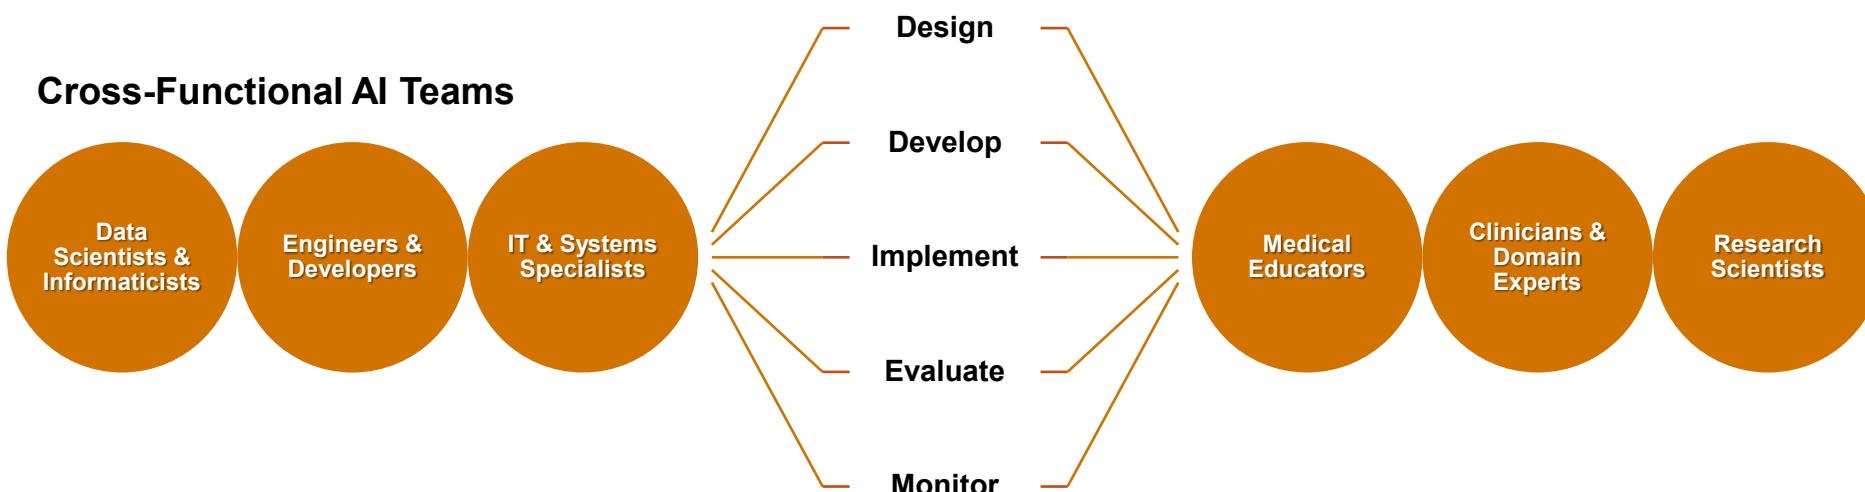 Cross-Functional AI Teams
Data
Scientists &
Informaticists
Engineers &
Developers
IT & Systems
Specialists
Design
Develop
Implement
Evaluate
Monitor
Medical
Educators
Clinicians &
Domain
Experts
Research
Scientists